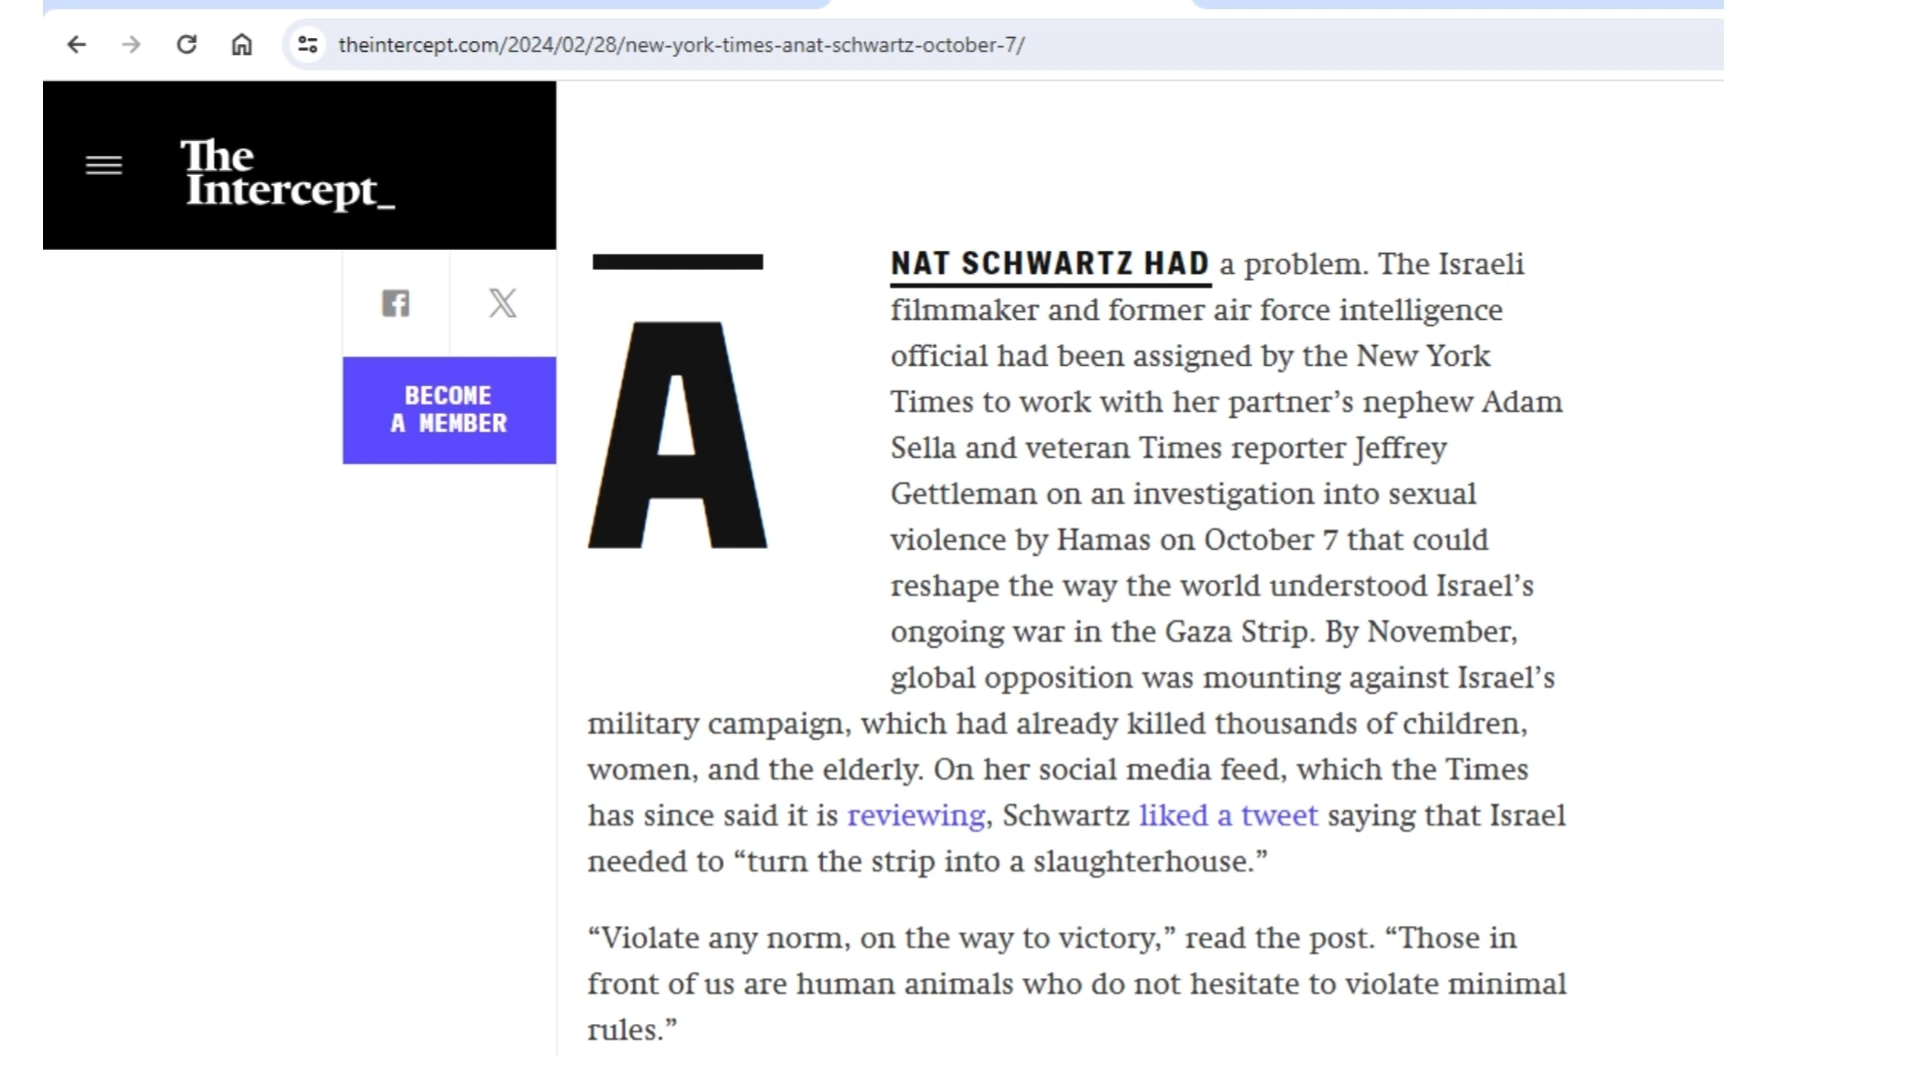 theintercept.com/2024/02/28/new-york-times-anat-schwartz-october-7/
The
Intercept_
BECOME
A MEMBER
A
NAT SCHWARTZ HAD a problem. The Israeli
filmmaker and former air force intelligence
official had been assigned by the New York
Times to work with her partner’s nephew Adam
Sella and veteran Times reporter Jeffrey
Gettleman on an investigation into sexual
violence by Hamas on October 7 that could
reshape the way the world understood Israel’s
ongoing war in the Gaza Strip. By November,
global opposition was mounting against Israel’s
military campaign, which had already killed thousands of children,
women, and the elderly. On her social media feed, which the Times
has since said it is reviewing, Schwartz liked a tweet saying that Israel
needed to “turn the strip into a slaughterhouse.”
“Violate any norm, on the way to victory,” read the post. “Those in
front of us are human animals who do not hesitate to violate minimal
rules.”